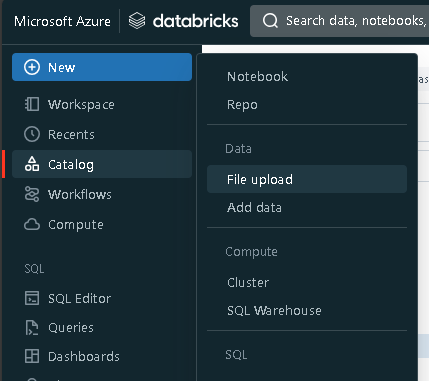 Microsoft Azure databricks Search data, notebooks,
New
Workspace
Recents
Catalog
Workflows
Compute
SQL
SQL Editor
Queries
Dashboards
Notebook
Repo
Data
File upload
Add data
Compute
Cluster
SQL Warehouse
SQL